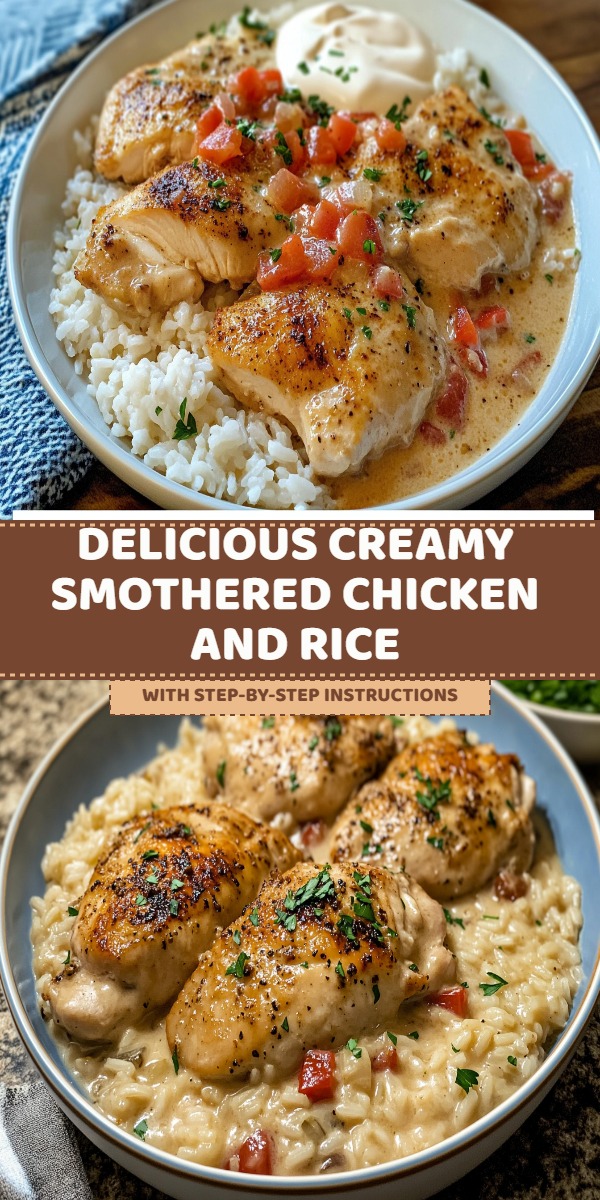 DELICIOUS CREAMY
SMOTHERED CHICKEN
AND RICE
WITH STEP-BY-STEP INSTRUCTIONS